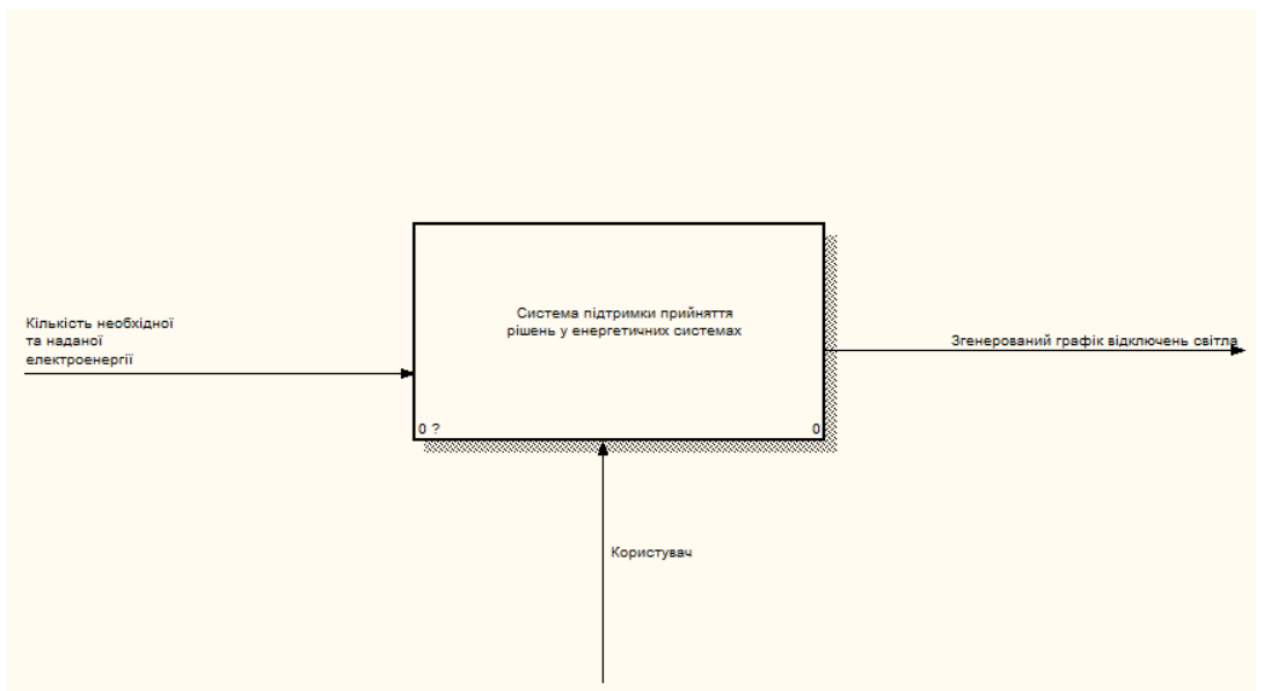 Кількість необхідної
та наданої
електроенергії
Система підтримки прийняття
рішень у енергетичних системах
Згенерований графік відключень світла
0 ?
0
Користувач